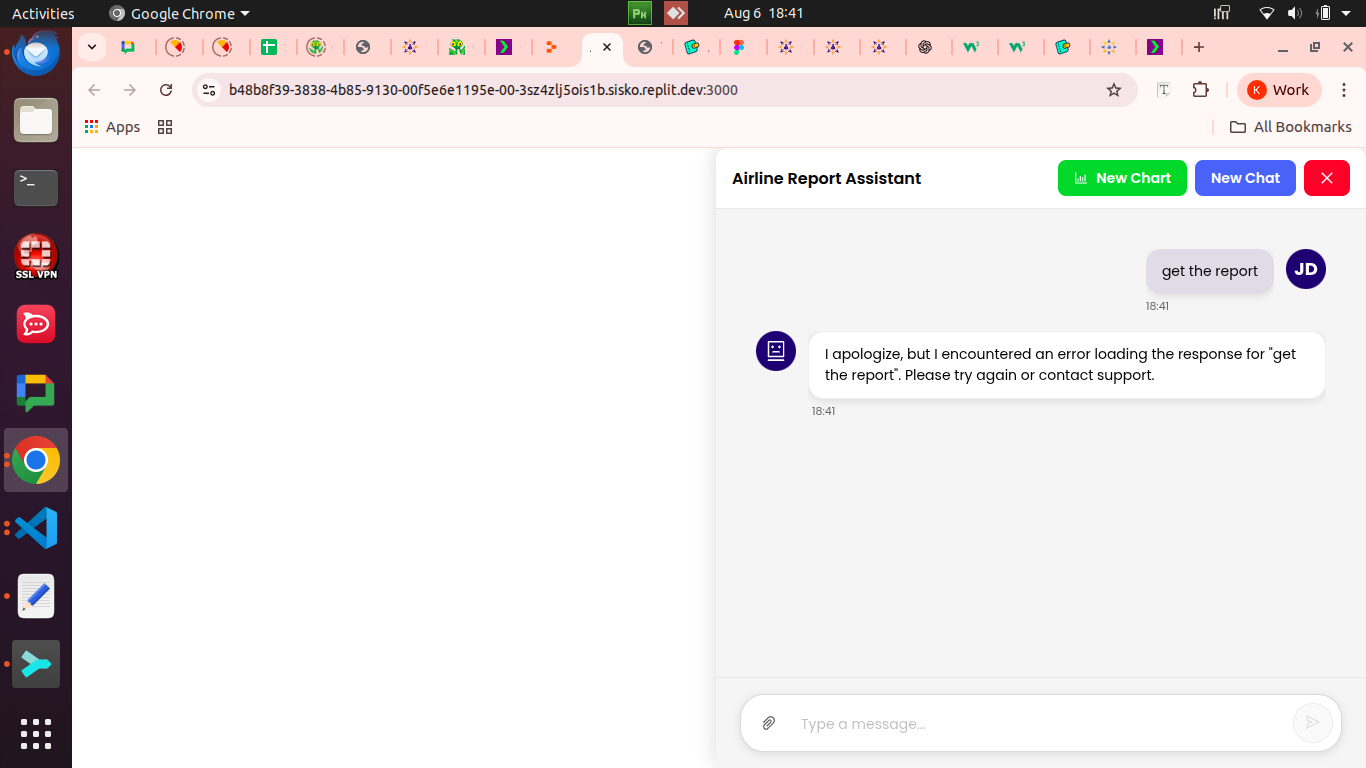 Activities
Google Chrome
Ph
Aug 6 18:41
b48b8f39-3838-4b85-9130-00f5e6e1195e-00-3sz4zlj5ois1b.sisko.replit.dev:3000
K
Work
Apps
All Bookmarks
>_
SSL VPN
Airline Report Assistant
New Chart
New Chat
get the report
JD
18:41
I apologize, but I encountered an error loading the response for "get
the report". Please try again or contact support.
18:41
Type a message...